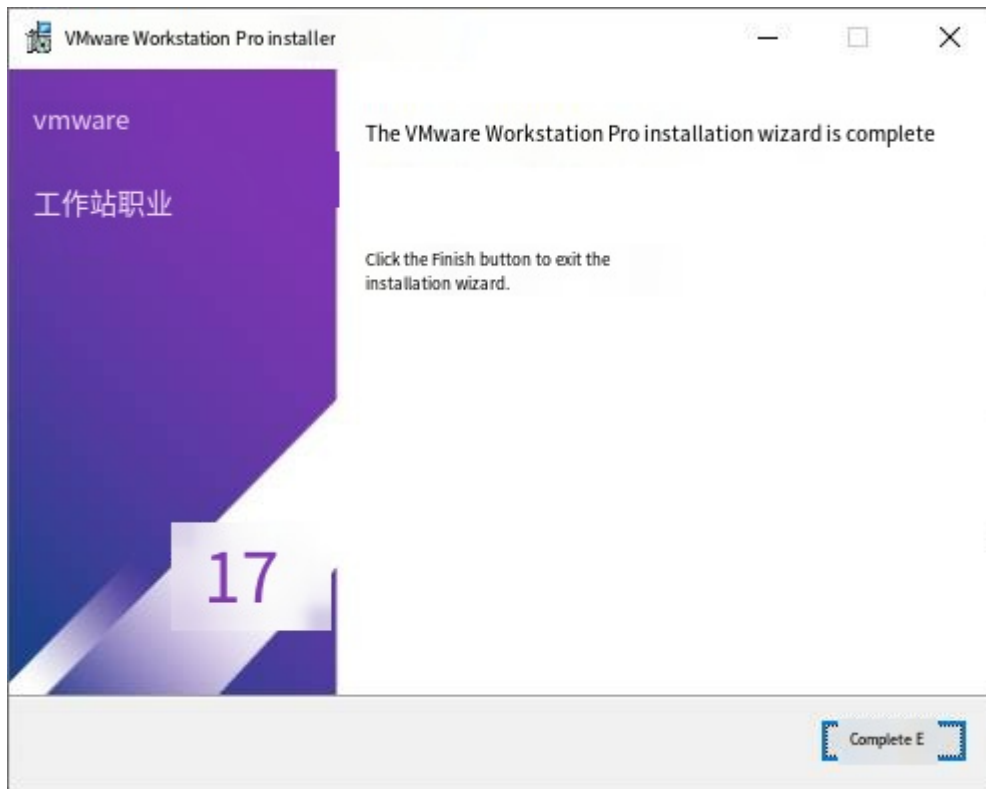 VMware Workstation Pro installer
vmware
工作站职业
The VMware Workstation Pro installation wizard is complete
Click the Finish button to exit the
installation wizard.
17
Complete E